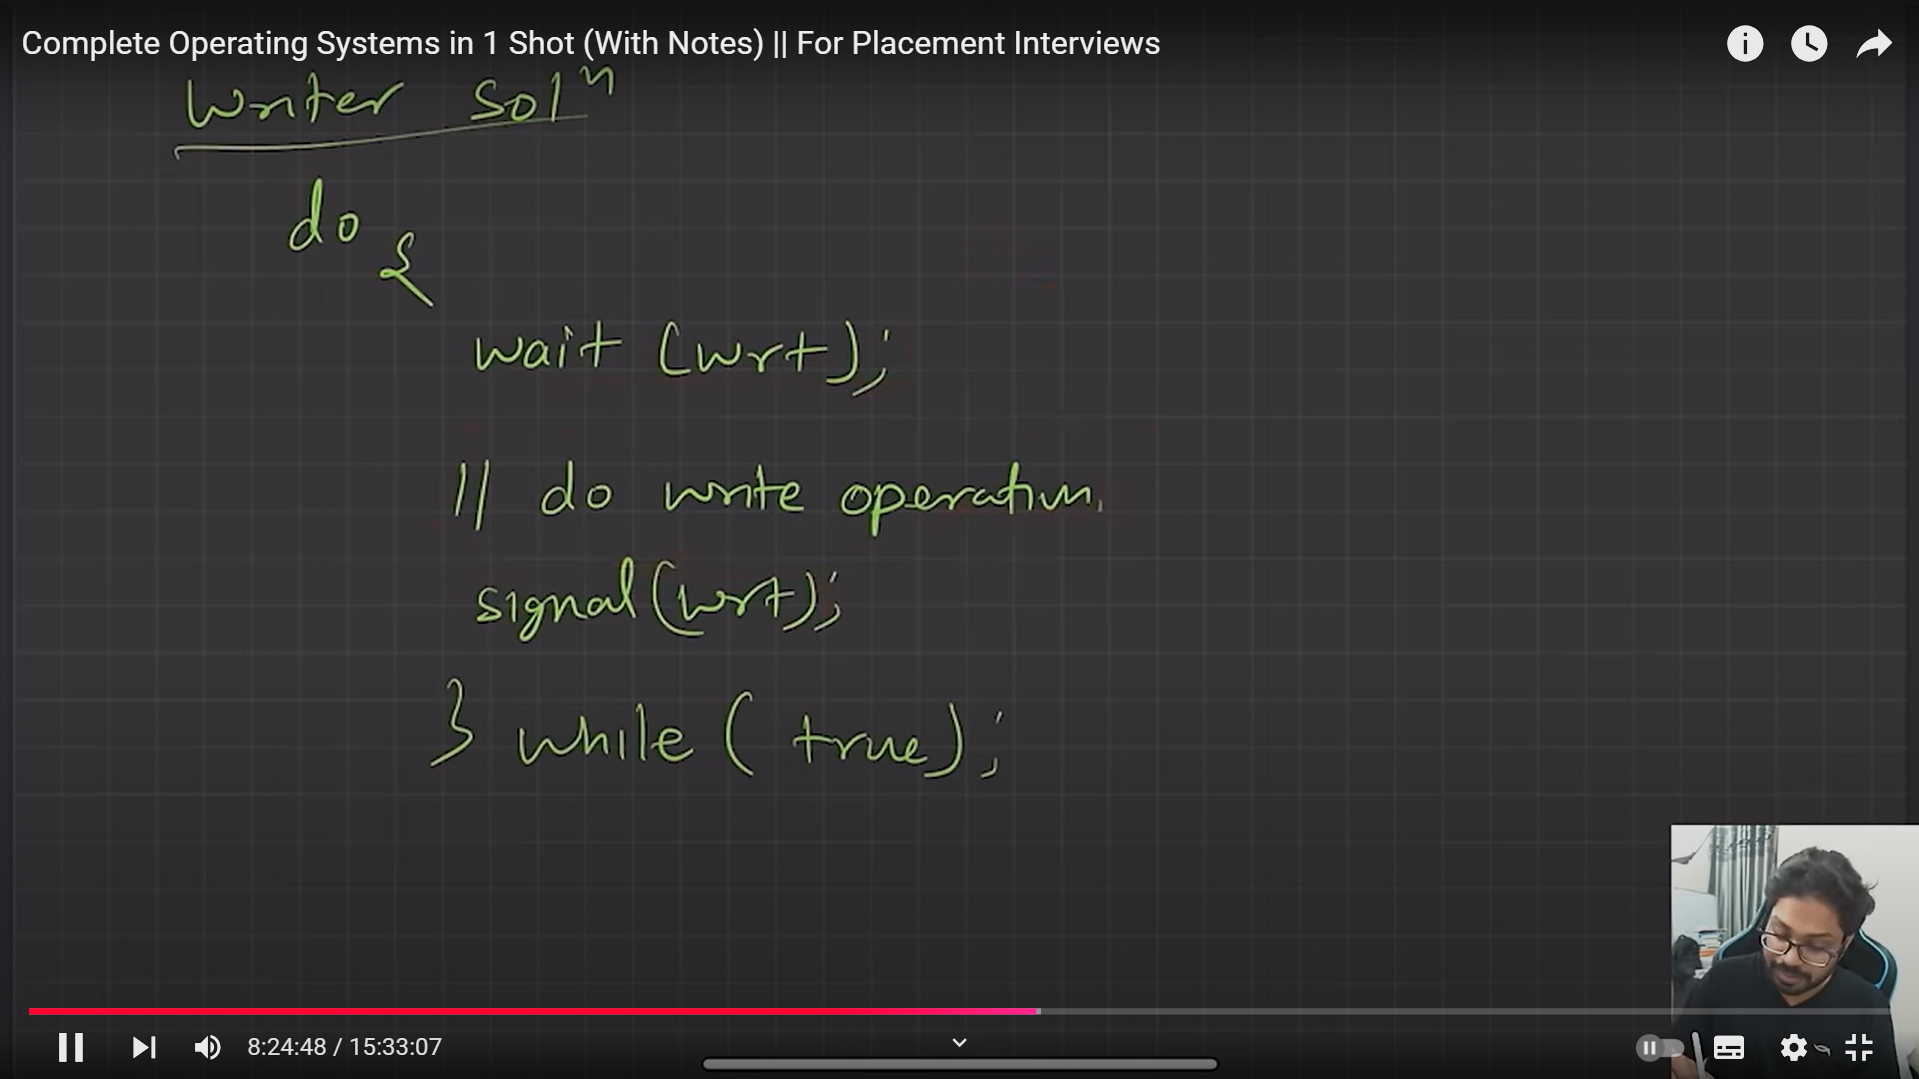 Complete Operating Systems in 1 Shot (With Notes) || For Placement Interviews
Writer solⁿ
do {
wait (wrt);
// do write operation.
signal(wrt);
} while ( true);
8:24:48 / 15:33:07